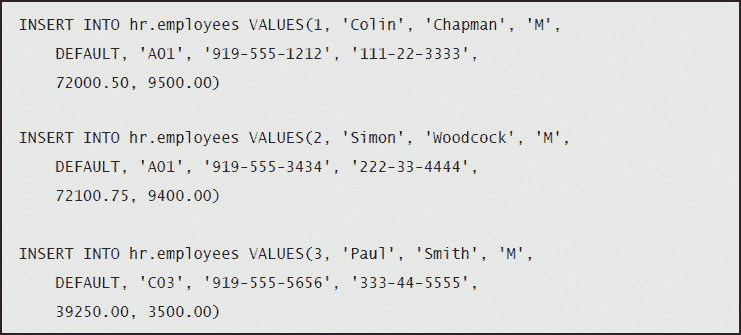 INSERT INTO hr.employees VALUES(1, 'Colin', 'Chapman', 'M',
DEFAULT, 'A01', '919-555-1212', '111-22-3333',
72000.50, 9500.00)
INSERT INTO hr.employees VALUES(2, 'Simon', 'Woodcock', 'M',
DEFAULT, 'A01', '919-555-3434', '222-33-4444',
72100.75, 9400.00)
INSERT INTO hr.employees VALUES(3, 'Paul', 'Smith', 'M',
DEFAULT, 'C03', '919-555-5656', '333-44-5555',
39250.00, 3500.00)